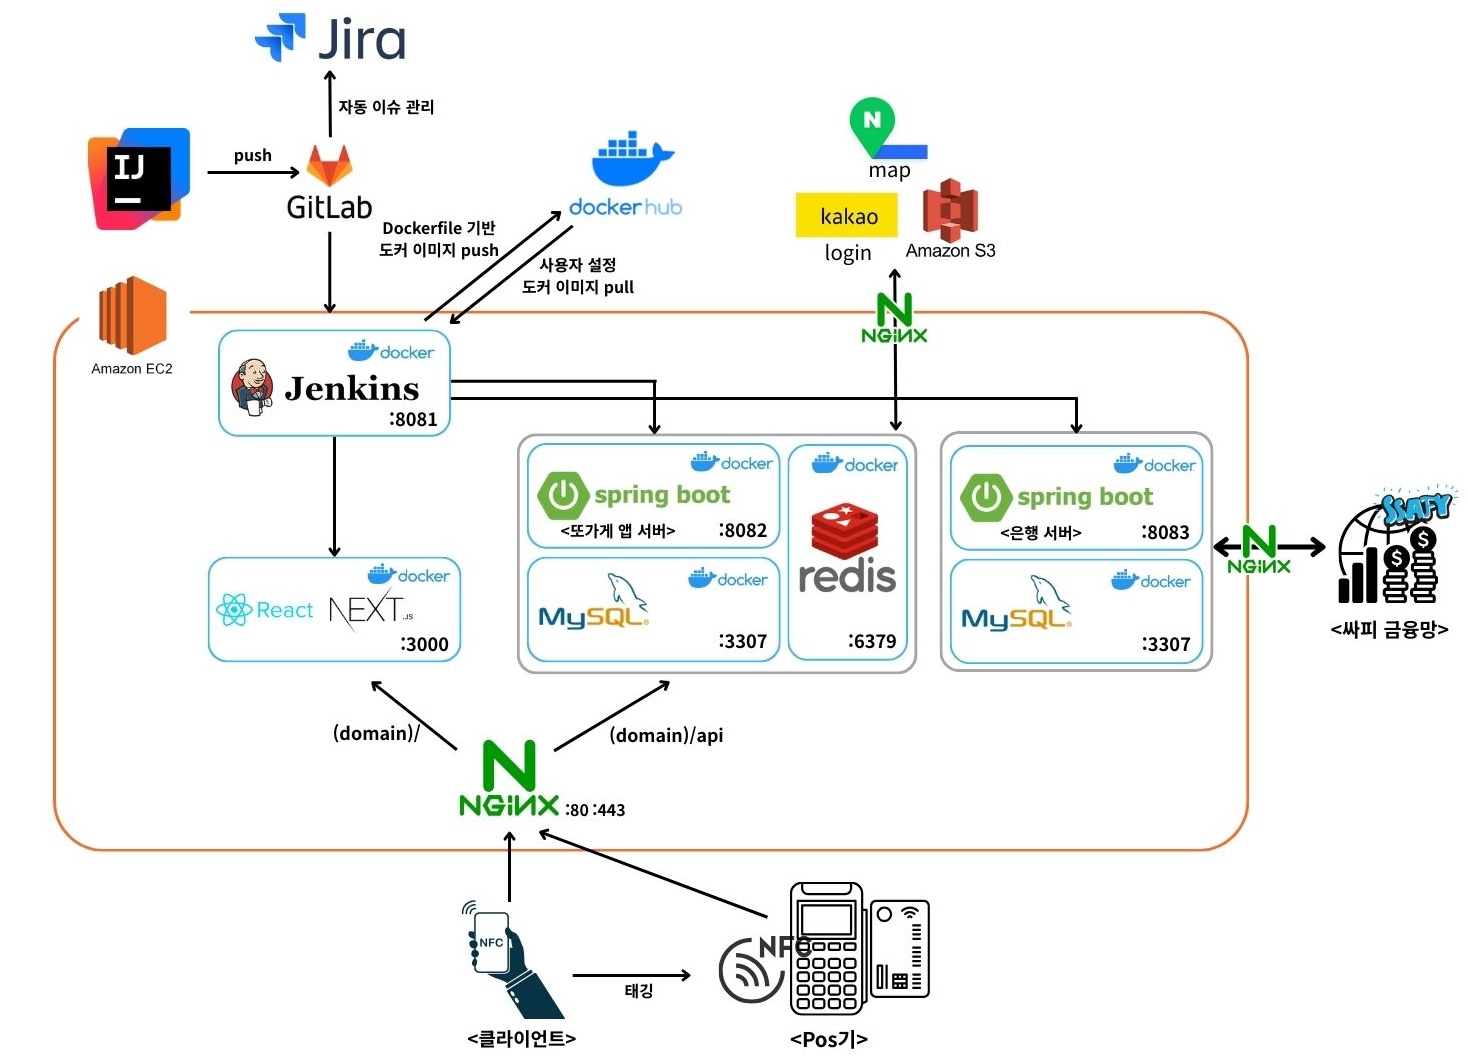 Jira
자동 이슈 관리
IJ
push
GitLab
dockerhub
Dockerfile 기반
도커 이미지 push
사용자 설정
도커 이미지 pull
N
map
kakao
login
Amazon S3
N
NGiNX
Amazon EC2
docker
Jenkins
:8081
docker
spring boot
<또가게 앱 서버>
:8082
docker
MySQL®
:3307
docker
redis
:6379
docker
spring boot
<은행 서버>
:8083
docker
MySQL®
:3307
N
NGiNX
SSAFY
<싸피 금융망>
docker
React
NEXT.JS
:3000
(domain)/
(domain)/api
N
NGiNX
:80 :443
NFC
태깅
NFC
<클라이언트>
<Pos기>